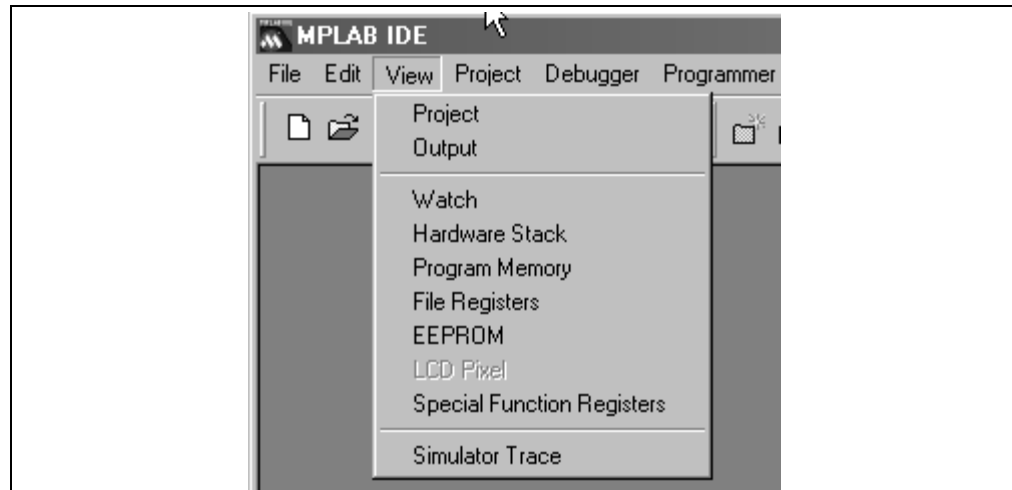 MPLAB IDE
File Edit View Project Debugger Programmer
Project
Output
Watch
Hardware Stack
Program Memory
File Registers
EEPROM
LCD Pixel
Special Function Registers
Simulator Trace